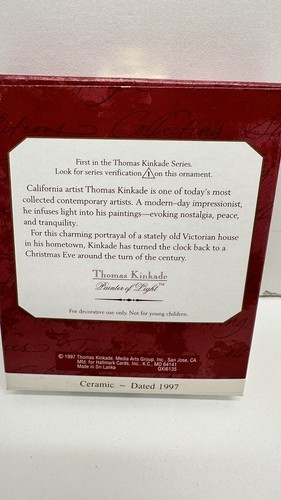 First in the Thomas Kinkade Series.
Look for series verification 1 on this ornament.
California artist Thomas Kinkade is one of today's most
collected contemporary artists. A modern-day impressionist,
he infuses light into his paintings—evoking nostalgia, peace,
and tranquility.
For this charming portrayal of a stately old Victorian house
in his hometown, Kinkade has turned the clock back to a
Christmas Eve around the turn of the century.
Thomas Kinkade
Painter of Light™
For decorative use only. Not for young children.
© 1997 Thomas Kinkade, Media Arts Group, Inc., San Jose, CA
Mfd. for Hallmark Cards, Inc., K.C., MO 64141
Made in Sri Lanka QXI6135
Ceramic ~ Dated 1997